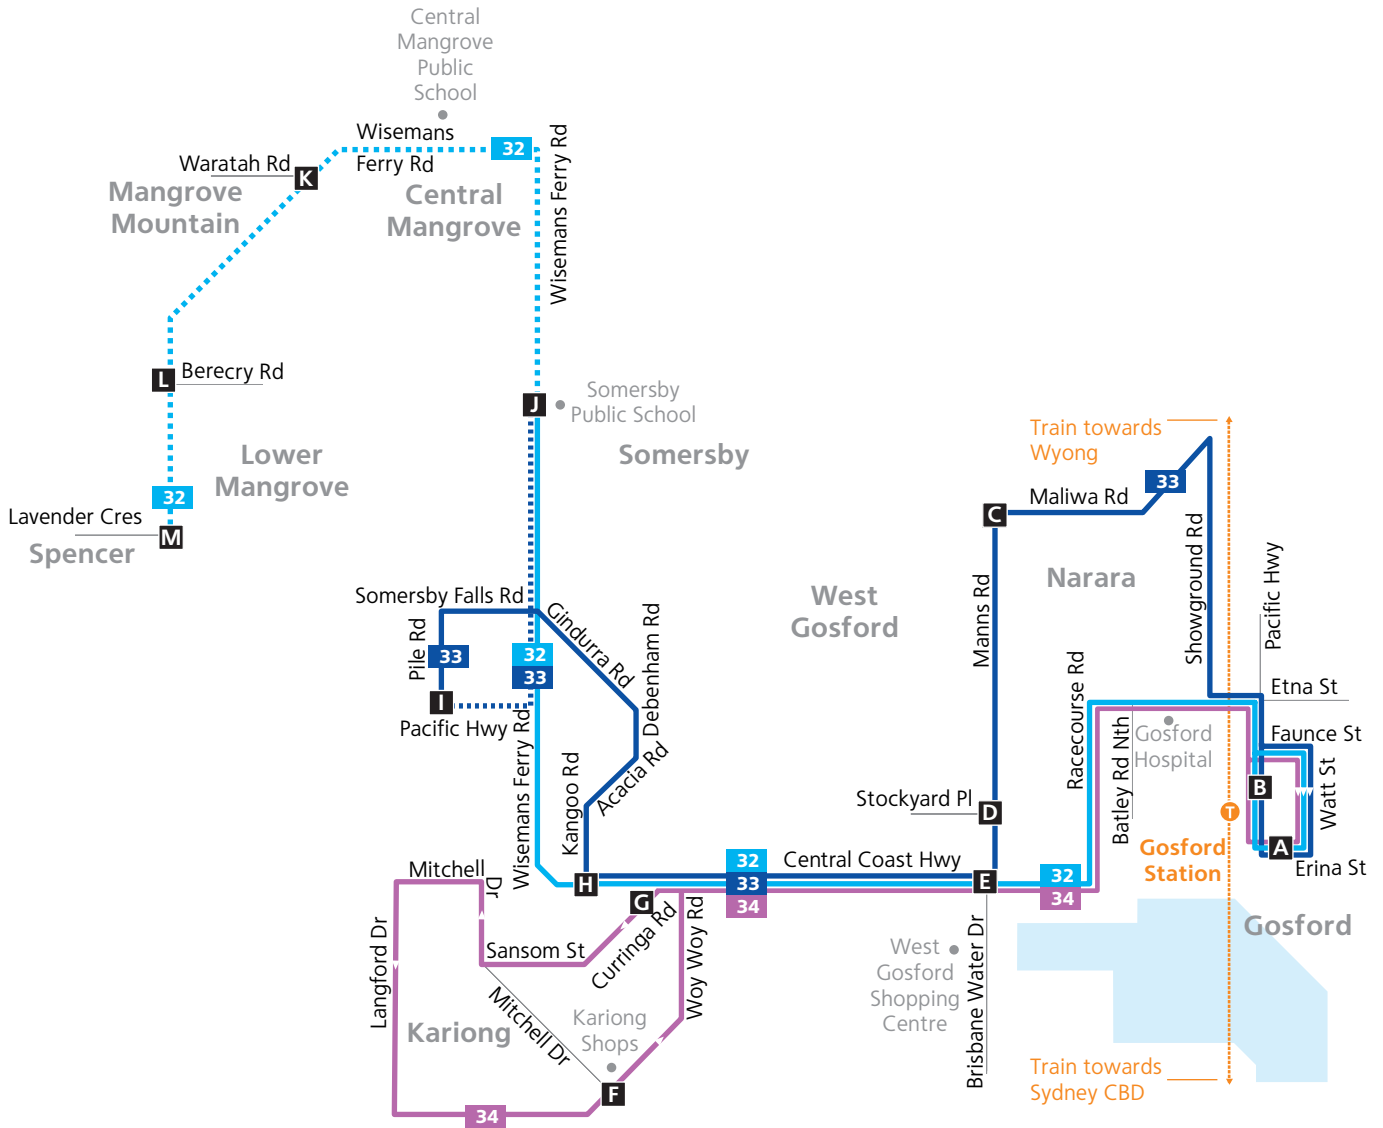 Central
Mangrove
Public
School
Wisemans
Ferry Rd
32
Wisemans Ferry Rd
Waratah Rd
K
Mangrove
Mountain
Central
Mangrove
L
Berecry Rd
J
Somersby
Public School
Lower
Mangrove
Somersby
32
Lavender Cres
M
Spencer
Train towards
Wyong
33
Maliwa Rd
C
Showground Rd
Narara
Manns Rd
West
Gosford
Pacific Hwy
Somersby Falls Rd
Gindurra Rd
Debenham Rd
Pile Rd
33
32
33
I
Pacific Hwy
Wisemans Ferry Rd
Kangoo Rd
Acacia Rd
Racecourse Rd
Etna St
Batley Rd Nth
Gosford
Hospital
Faunce St
B
Watt St
Stockyard Pl
D
T
A
Gosford
Station
Erina St
Mitchell
Dr
H
32
33
34
Central Coast Hwy
E
32
34
G
Curringa Rd
Woy Woy Rd
Sansom St
Langford Dr
Mitchell Dr
Kariong
Kariong
Shops
F
34
West
Gosford
Shopping
Centre
Brisbane Water Dr
Gosford
Train towards
Sydney CBD